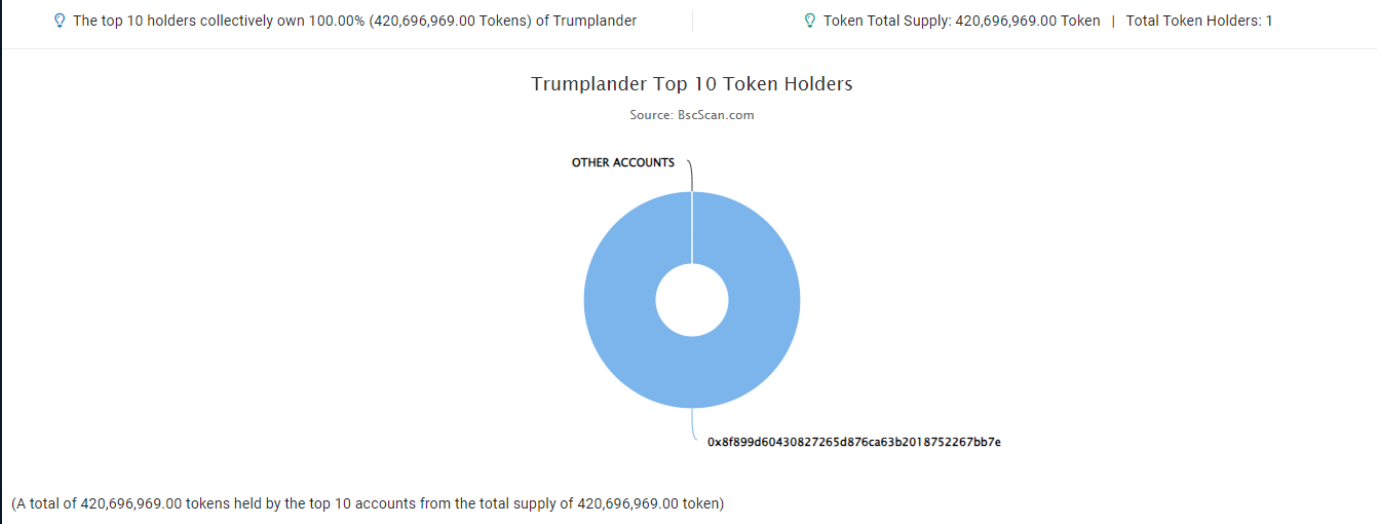 The top 10 holders collectively own 100.00% (420,696,969.00 Tokens) of Trumplander
Token Total Supply: 420,696,969.00 Token | Total Token Holders: 1
Trumplander Top 10 Token Holders
Source: BscScan.com
OTHER ACCOUNTS
0x8f899d60430827265d876ca63b2018752267bb7e
(A total of 420,696,969.00 tokens held by the top 10 accounts from the total supply of 420,696,969.00 token)